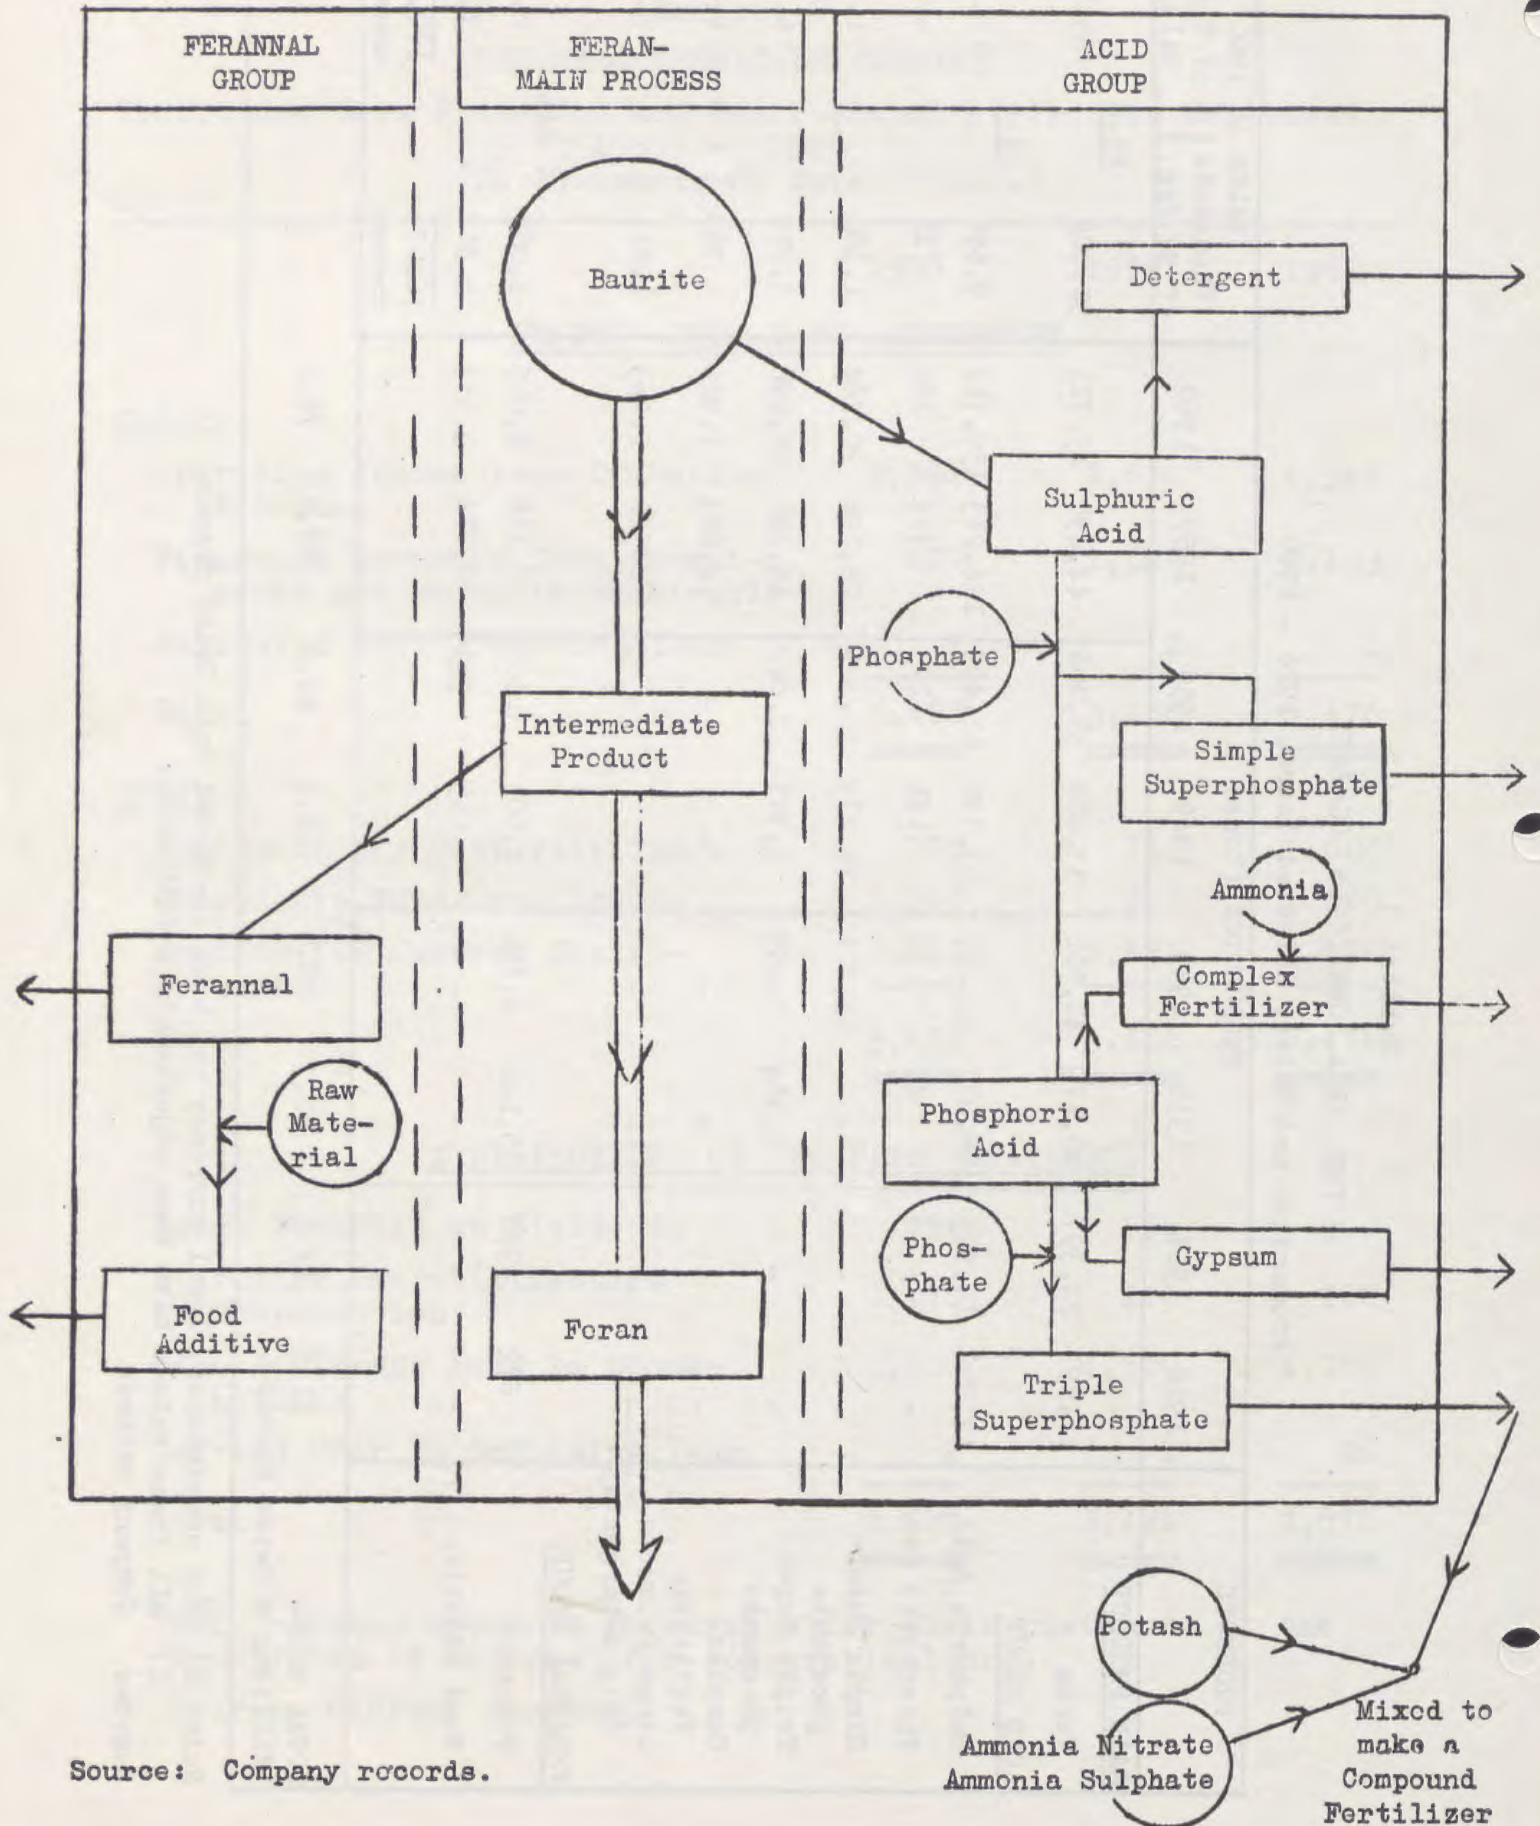 FERANNAL
GROUP
FERAN-
MAIN PROCESS
ACID
GROUP
Baurite
Detergent
Sulphuric
Acid
Phosphate
Intermediate
Product
Simple
Superphosphate
Ammonia
Ferannal
Complex
Fertilizer
Raw
Mate-
rial
Phosphoric
Acid
Phos-
phate
Gypsum
Food
Additive
Feran
Triple
Superphosphate
Potash
Ammonia Nitrate
Ammonia Sulphate
Mixed to
make a
Compound
Fertilizer
Source: Company records.